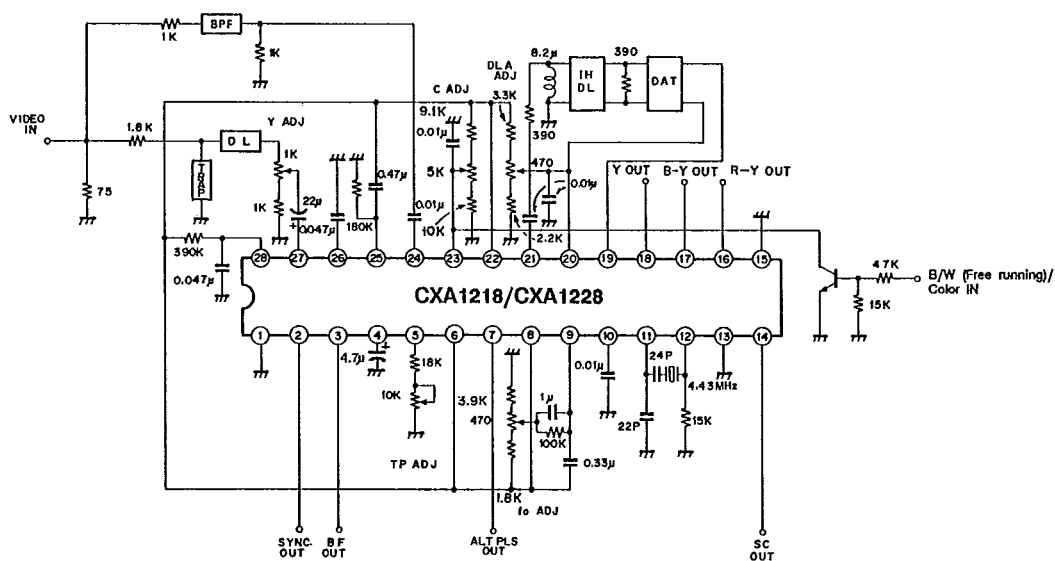 BPF
1K
1K
8.2μ
390
DLA
ADJ
1H
DL
DAT
C ADJ
3.3K
9.1K
VIDEO
IN
1.8K
DL
Y ADJ
0.01μ
390
1K
0.47μ
5K
470
Y OUT
B-Y OUT
R-Y OUT
0.01μ
TRAP
75
1K
22μ
+
0.047μ
180K
0.01μ
10K
2.2K
390K
0.047μ
28
27
26
25
24
23
22
21
20
19
18
17
16
15
47K
B/W (Free running)/
Color IN
15K
CXA1218/CXA1228
1
2
3
4
5
6
7
8
9
10
11
12
13
14
4.7μ
+
18K
0.01μ
24P
4.43MHz
10K
3.9K
1μ
470
100K
22P
15K
TP ADJ
0.33μ
1.8K
fo ADJ
SYNC.
OUT
BF
OUT
ALT PLS
OUT
SC
OUT